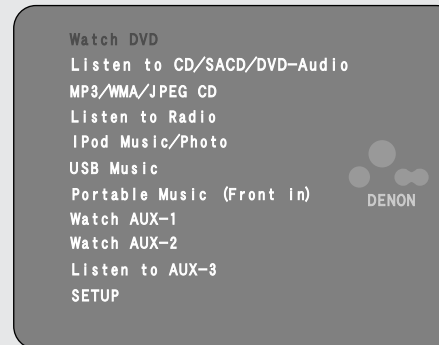 Watch DVD
Listen to CD/SACD/DVD-Audio
MP3/WMA/JPEG CD
Listen to Radio
IPod Music/Photo
USB Music
Portable Music (Front in)
DENON
Watch AUX-1
Watch AUX-2
Listen to AUX-3
SETUP